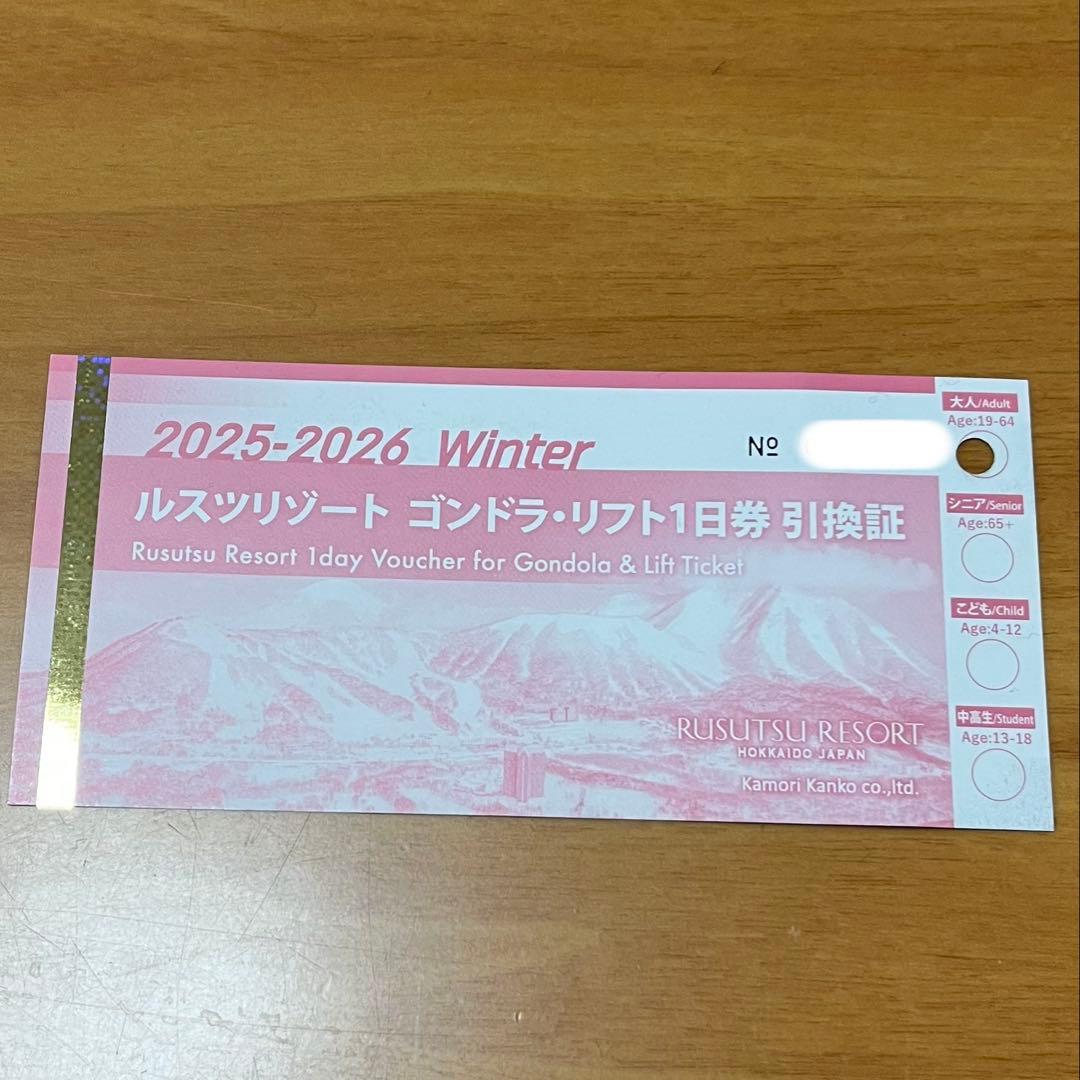 2025-2026 Winter
№
ルスツリゾート ゴンドラ・リフト1日券 引換証
Rusutsu Resort 1day Voucher for Gondola & Lift Ticket
RUSUTSU RESORT
HOKKAIDO JAPAN
Kamori Kanko co.,ltd.
大人/Adult
Age:19-64
シニア/Senior
Age:65+
こども/Child
Age:4-12
中高生/Student
Age:13-18